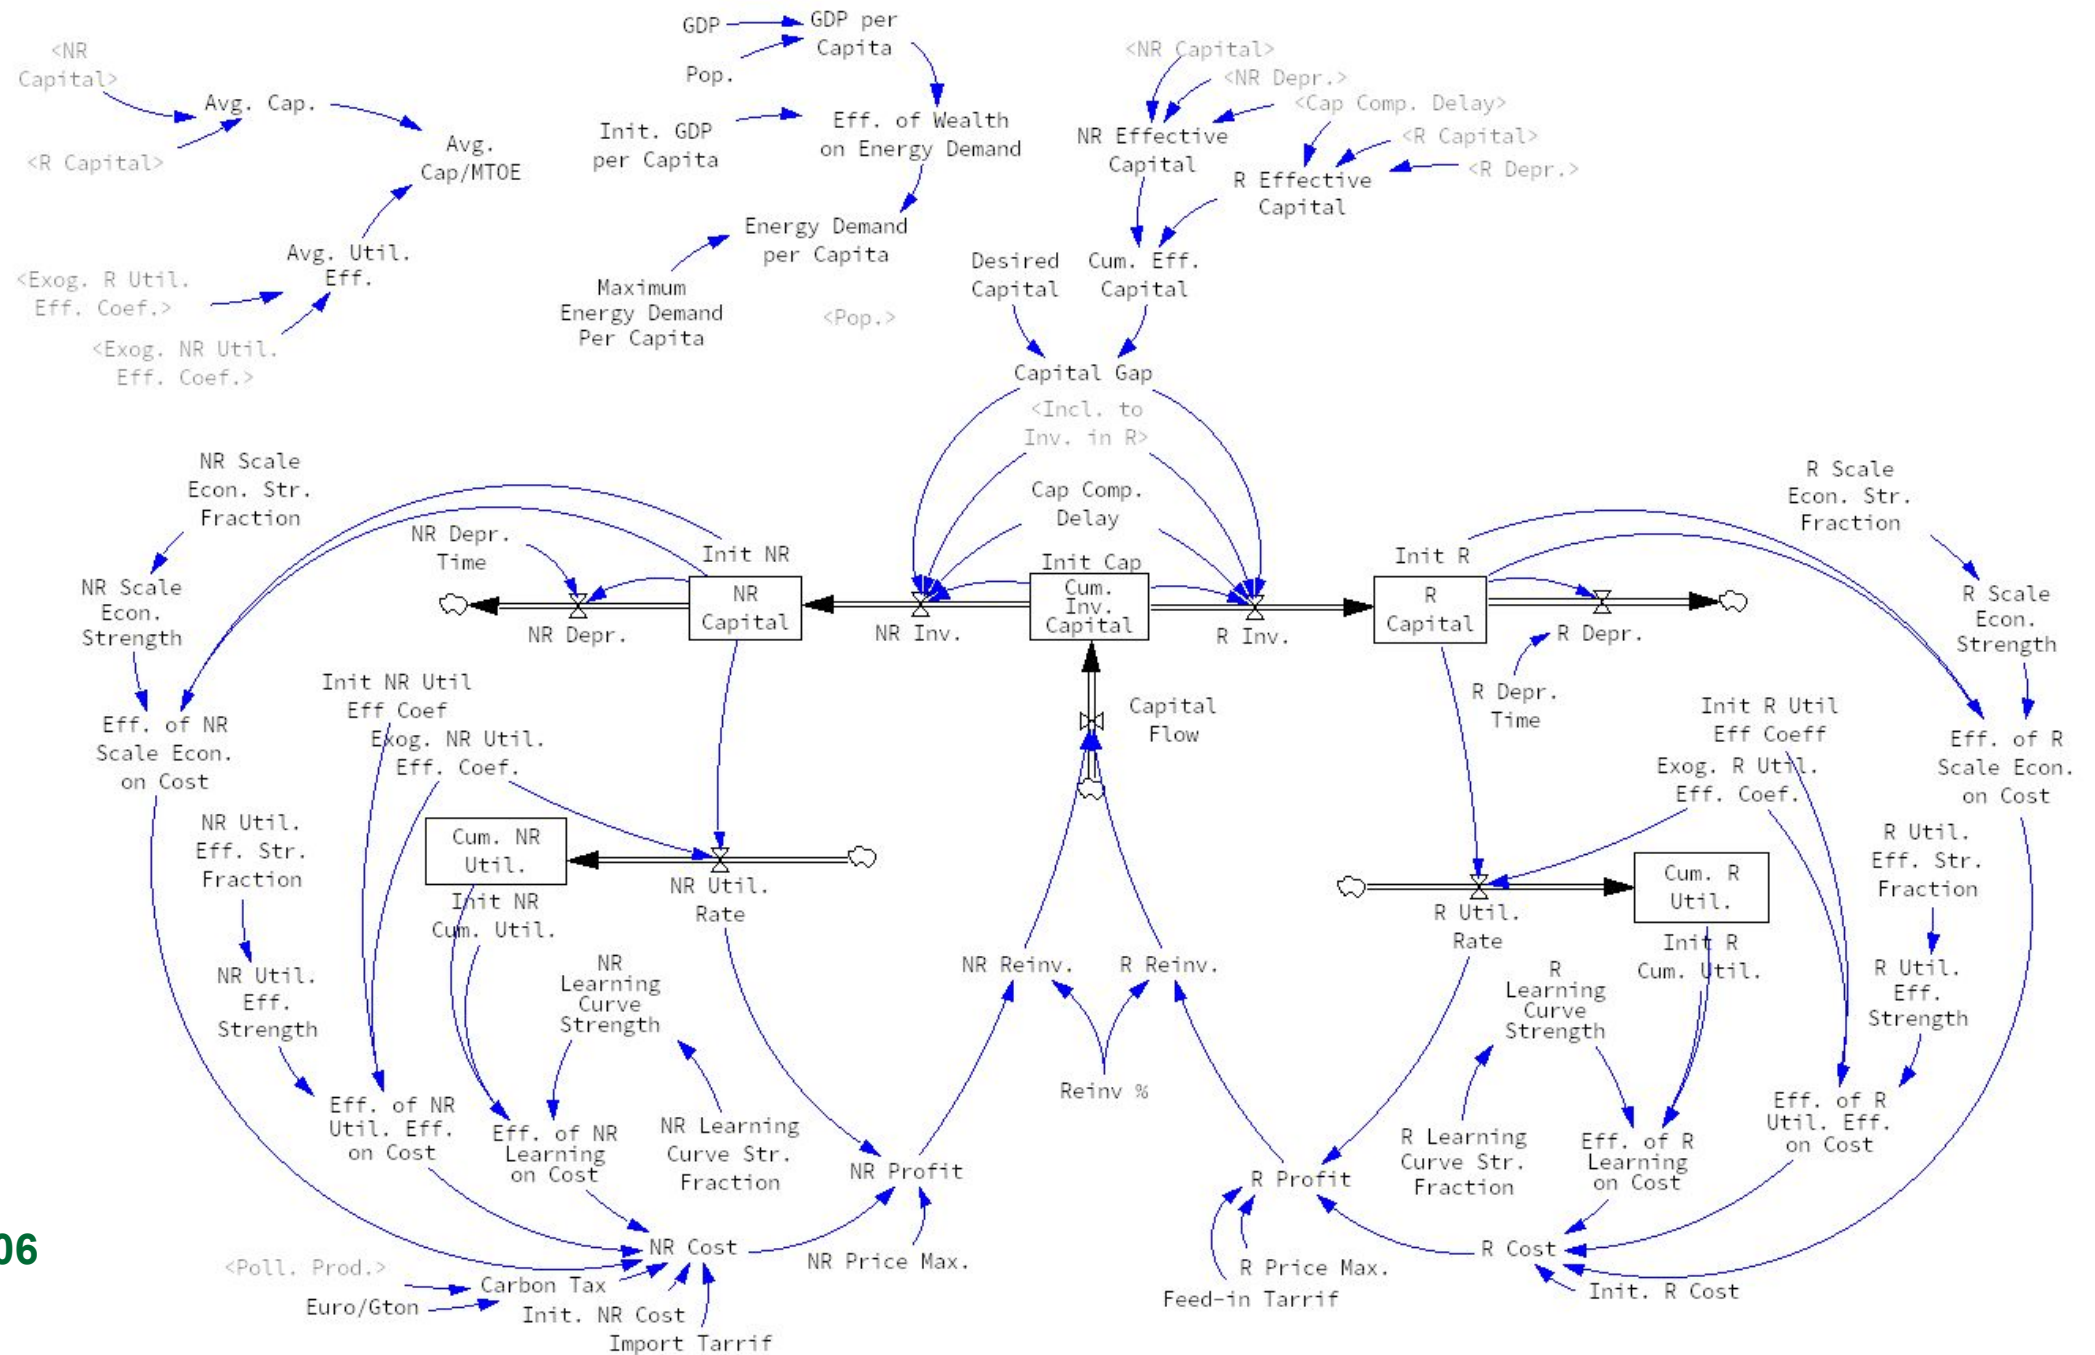 <NR
Capital>
Avg. Cap.
<R Capital>
Avg.
Cap/MTOE
Avg. Util.
Eff.
<Exog. R Util.
Eff. Coef.>
<Exog. NR Util.
Eff. Coef.>
GDP
GDP per
Capita
Pop.
Init. GDP
per Capita
Eff. of Wealth
on Energy Demand
Energy Demand
per Capita
Maximum
Energy Demand
Per Capita
<Pop.>
<NR Capital>
<NR Depr.>
<Cap Comp. Delay>
<R Capital>
<R Depr.>
NR Effective
Capital
R Effective
Capital
Desired
Capital
Cum. Eff.
Capital
Capital Gap
<Incl. to
Inv. in R>
Cap Comp.
Delay
Init Cap
Cum.
Inv.
Capital
NR Scale
Econ. Str.
Fraction
NR Scale
Econ.
Strength
NR Depr.
Time
Init NR
NR
Capital
NR Depr.
NR Inv.
R Inv.
Init R
R
Capital
R Depr.
R Depr.
Time
R Scale
Econ. Str.
Fraction
R Scale
Econ.
Strength
Eff. of NR
Scale Econ.
on Cost
Init NR Util
Eff Coef
Exog. NR Util.
Eff. Coef.
Capital
Flow
Init R Util
Eff Coeff
Exog. R Util.
Eff. Coef.
Eff. of R
Scale Econ.
on Cost
NR Util.
Eff. Str.
Fraction
Cum. NR
Util.
Init NR
Cum. Util.
NR Util.
Rate
R Util.
Rate
Cum. R
Util.
Init R
Cum. Util.
R Util.
Eff. Str.
Fraction
NR Util.
Eff.
Strength
NR
Learning
Curve
Strength
NR Reinv.
R Reinv.
R
Learning
Curve
Strength
R Util.
Eff.
Strength
Reinv %
Eff. of NR
Util. Eff.
on Cost
Eff. of NR
Learning
on Cost
NR Learning
Curve Str.
Fraction
NR Profit
R Profit
R Learning
Curve Str.
Fraction
Eff. of R
Learning
on Cost
Eff. of R
Util. Eff.
on Cost
06
<Poll. Prod.>
Euro/Gton
Carbon Tax
Init. NR Cost
Import Tarrif
NR Cost
NR Price Max.
R Price Max.
Feed-in Tarrif
R Cost
Init. R Cost